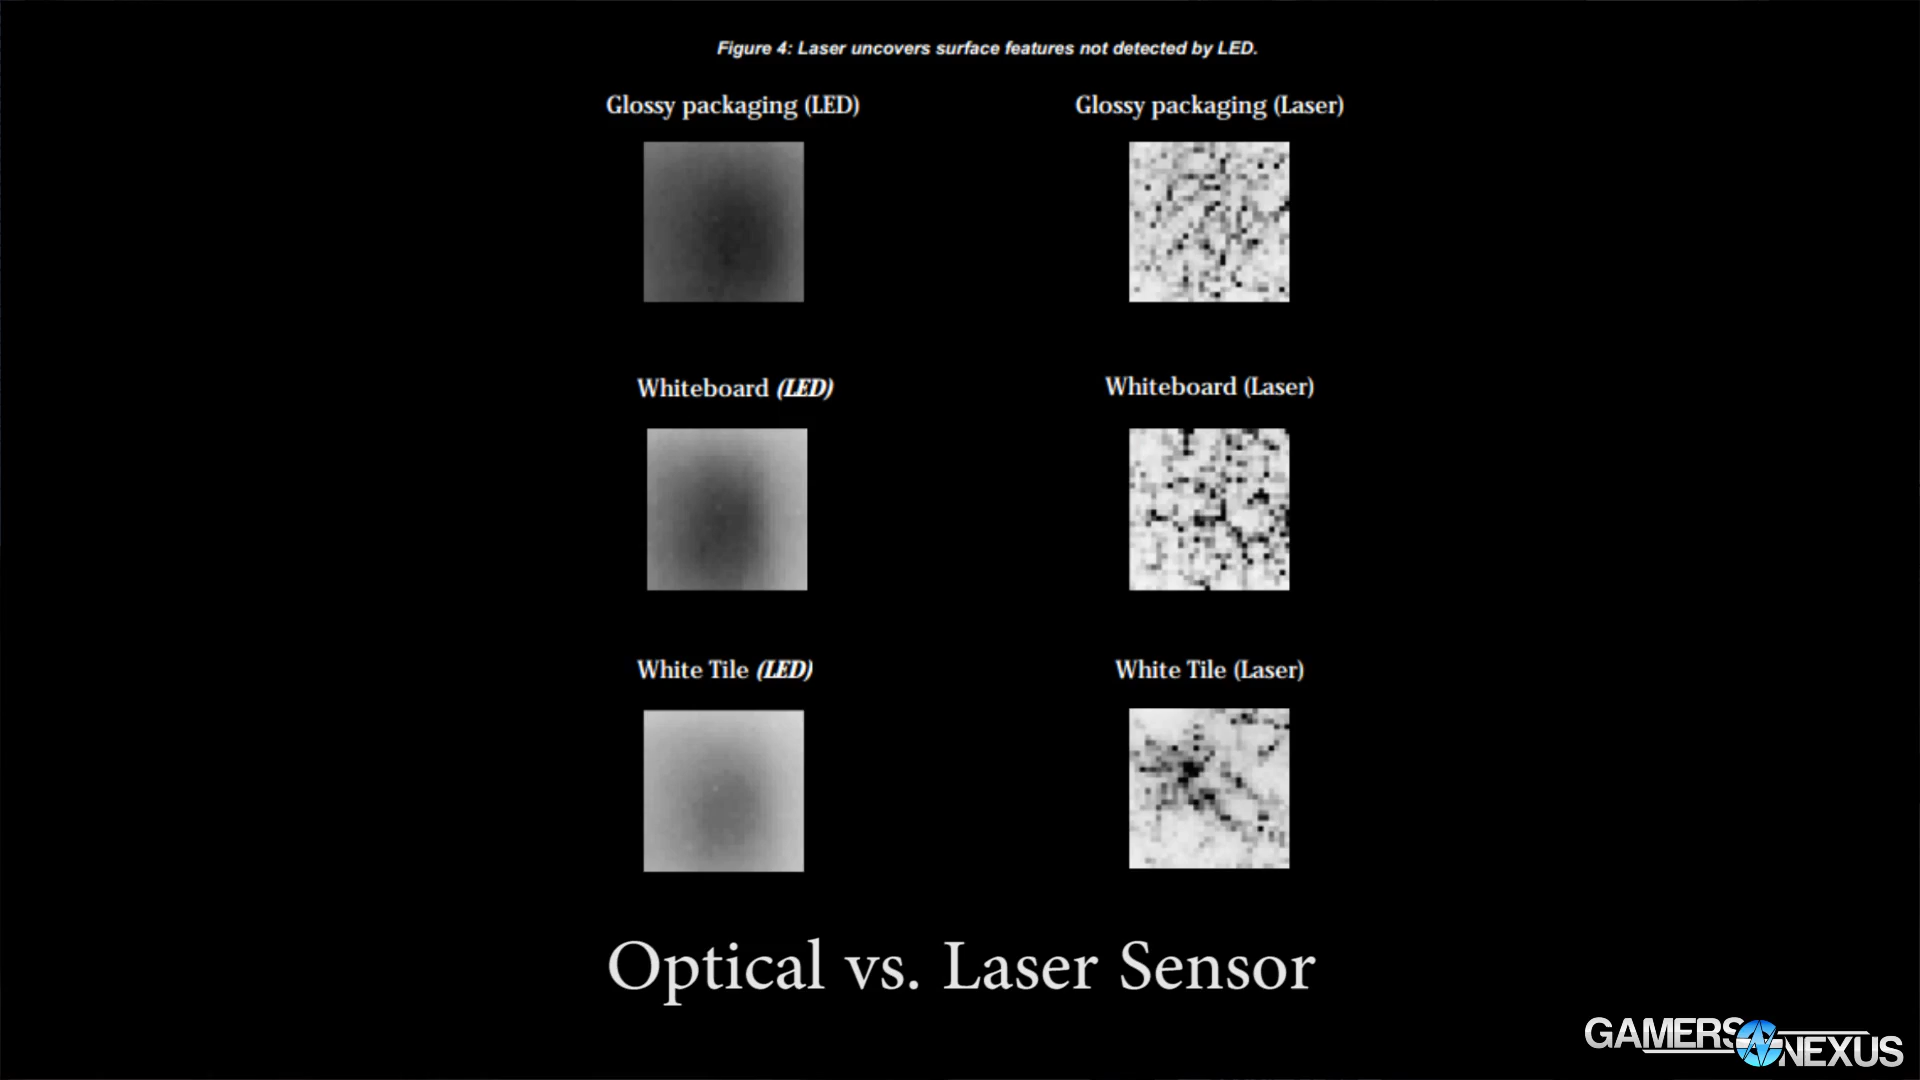 Figure 4: Laser uncovers surface features not detected by LED.
Glossy packaging (LED)
Glossy packaging (Laser)
Whiteboard (LED)
Whiteboard (Laser)
White Tile (LED)
White Tile (Laser)
Optical vs. Laser Sensor
GAMERS NEXUS